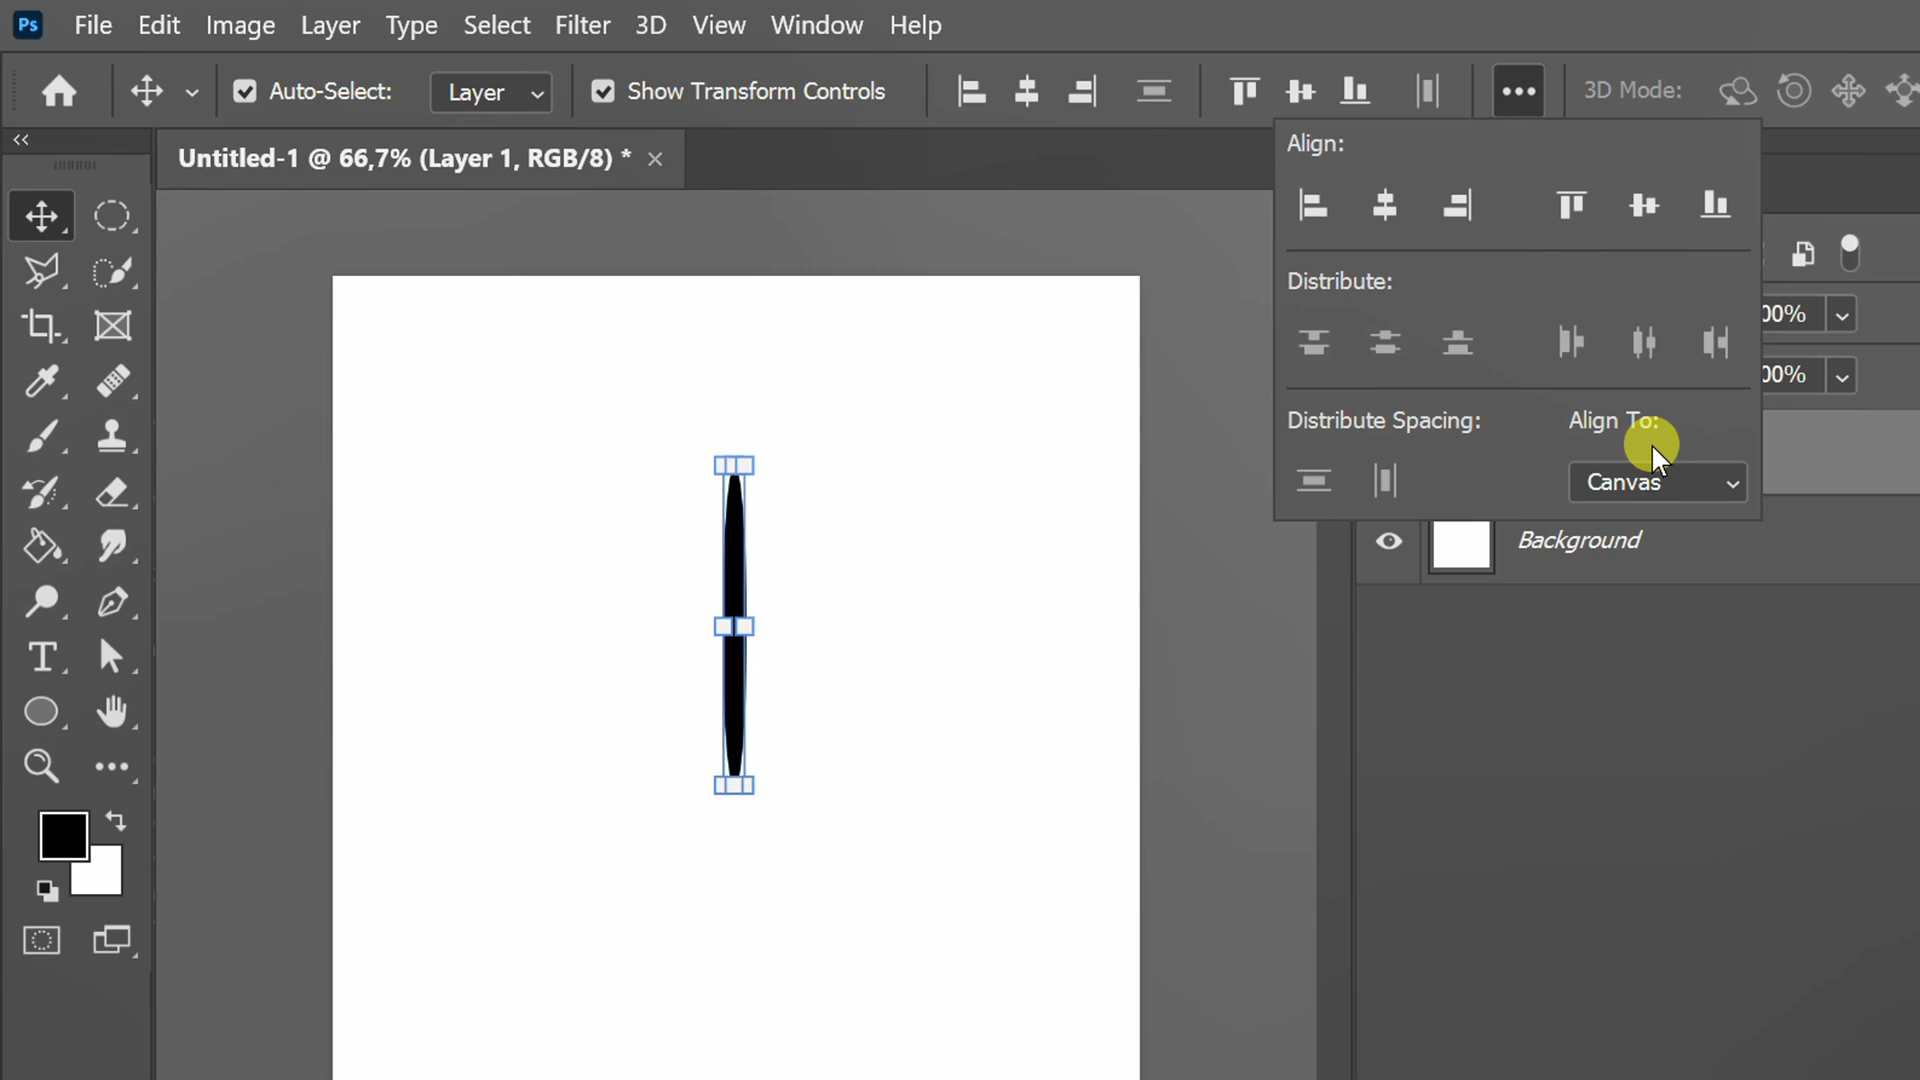 Ps File Edit Image Layer Type Select Filter 3D View Window Help
Auto-Select: Layer Show Transform Controls 3D Mode:
Untitled-1 @ 66,7% (Layer 1, RGB/8) *
Align:
Distribute:
00%
00%
Distribute Spacing: Align To:
Canvas
Background